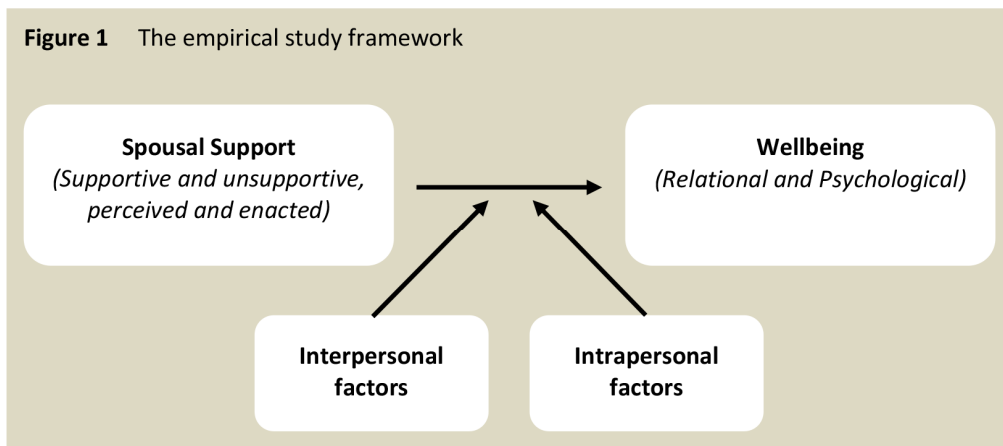 Figure 1 The empirical study framework
Spousal Support
(Supportive and unsupportive,
perceived and enacted)
Wellbeing
(Relational and Psychological)
Interpersonal
factors
Intrapersonal
factors